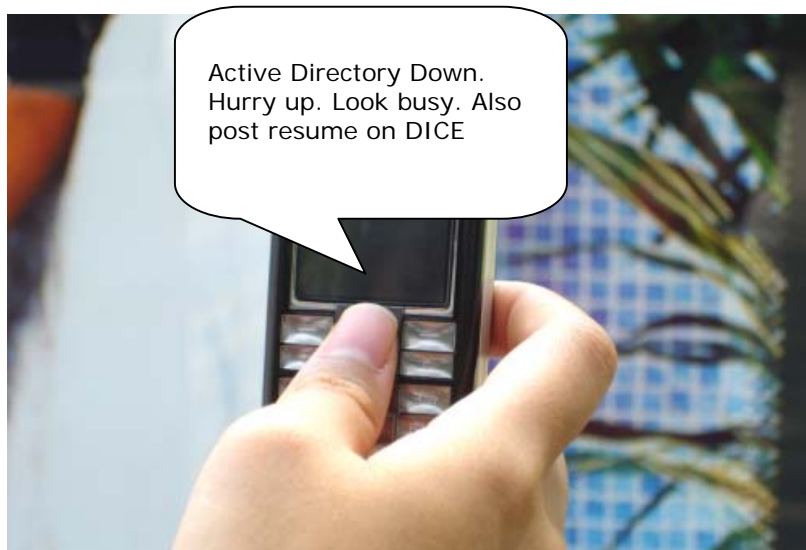 Active Directory Down.
Hurry up. Look busy. Also
post resume on DICE